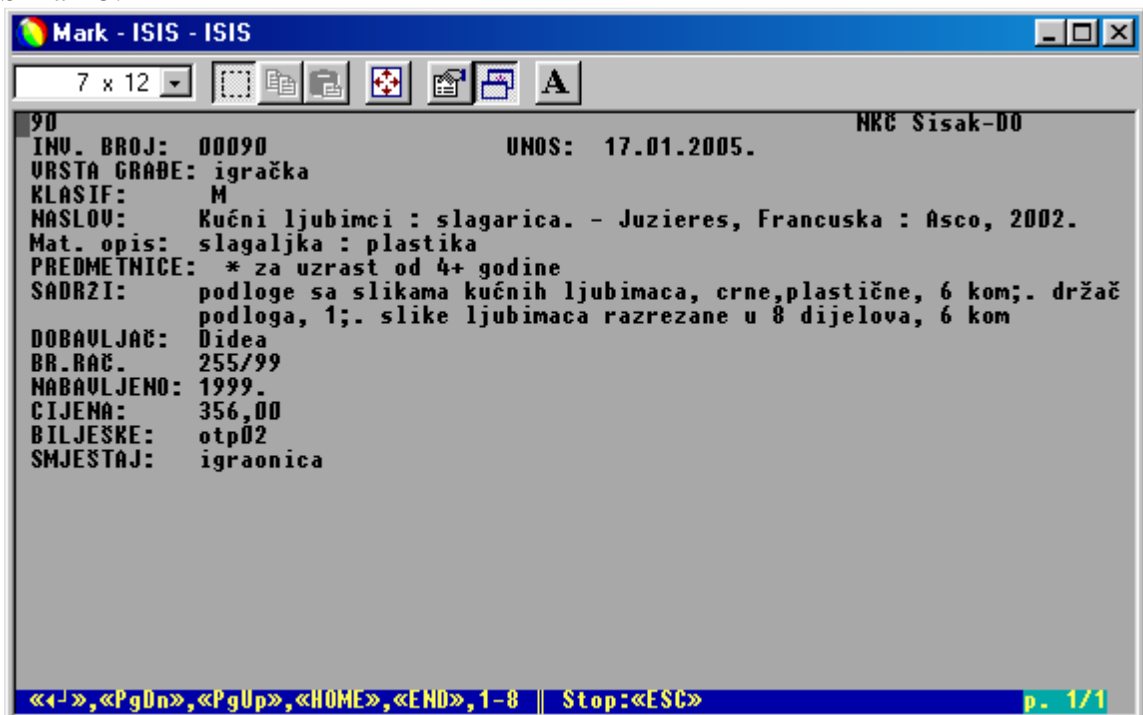 Mark - ISIS - ISIS
7 x 12 A
90 NKČ Sisak-DO
INV. BROJ: 00090 UNOS: 17.01.2005.
VRSTA GRAĐE: igračka
KLASIF: M
NASLOV: Kućni ljubimci : slagarica. - Juzieres, Francuska : Asco, 2002.
Mat. opis: slagaljka : plastika
PREDMETNICE: * za uzrast od 4+ godine
SADRŽI: podloge sa slikama kućnih ljubimaca, crne,plastične, 6 kom;. držač
podloga, 1;. slike ljubimaca razrezane u 8 dijelova, 6 kom
DOBAVLJAČ: Didea
BR.RAČ. 255/99
NABAVLJENO: 1999.
CIJENA: 356,00
BILJEŠKE: otp02
SMJEŠTAJ: igraonica
«◄┘»,«PgDn»,«PgUp»,«HOME»,«END»,1-8 ║ Stop:«ESC» p. 1/1